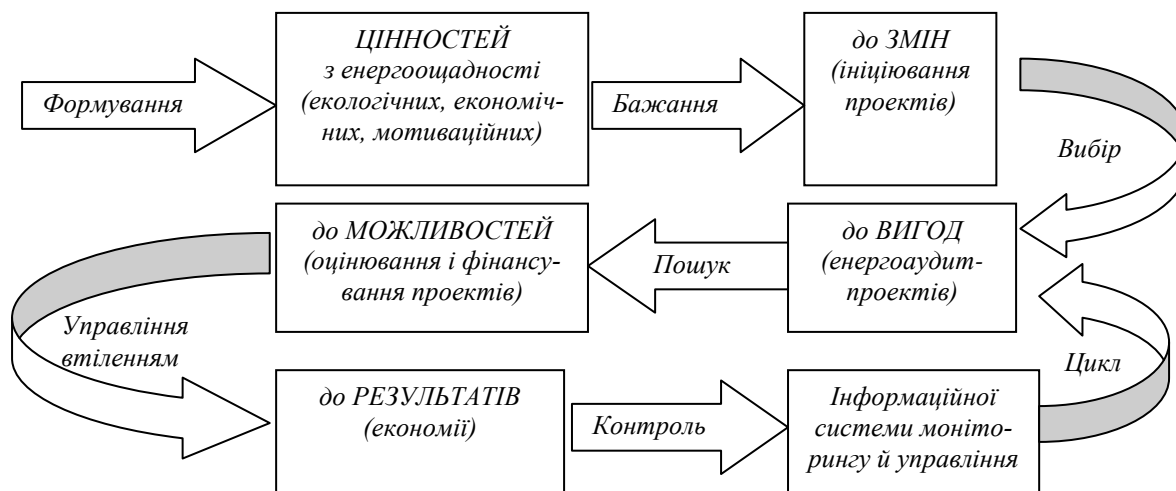 Формування
ЦІННОСТЕЙ
з енергоощадності
(екологічних, економіч-
них, мотиваційних)
Бажання
до ЗМІН
(ініціювання
проектів)
Вибір
до ВИГОД
(енергоаудит-
проектів)
Пошук
до МОЖЛИВОСТЕЙ
(оцінювання і фінансу-
вання проектів)
Управління
втіленням
до РЕЗУЛЬТАТІВ
(економії)
Контроль
Інформаційної
системи моніто-
рингу й управління
Цикл